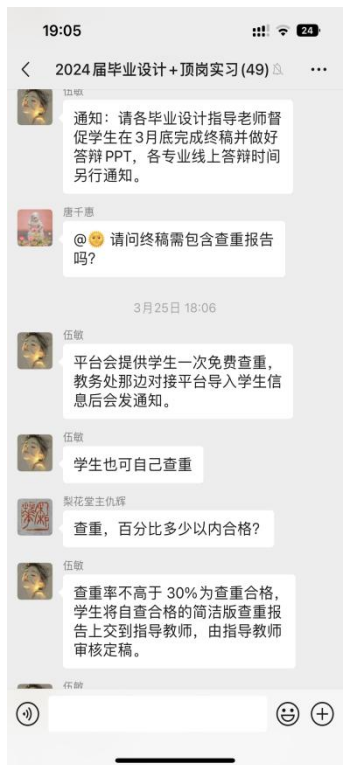 19:05
24
2024届毕业设计+顶岗实习(49)
伍敏
通知：请各毕业设计指导老师督
促学生在3月底完成终稿并做好
答辩PPT，各专业线上答辩时间
另行通知。
唐千惠
@🌞 请问终稿需包含查重报告
吗?
3月25日 18:06
伍敏
平台会提供学生一次免费查重，
教务处那边对接平台导入学生信
息后会发通知。
伍敏
学生也可自己查重
梨花堂主仇辉
查重，百分比多少以内合格?
伍敏
查重率不高于 30%为查重合格，
学生将自查合格的简洁版查重报
告上交到指导教师，由指导教师
审核定稿。
伍敏